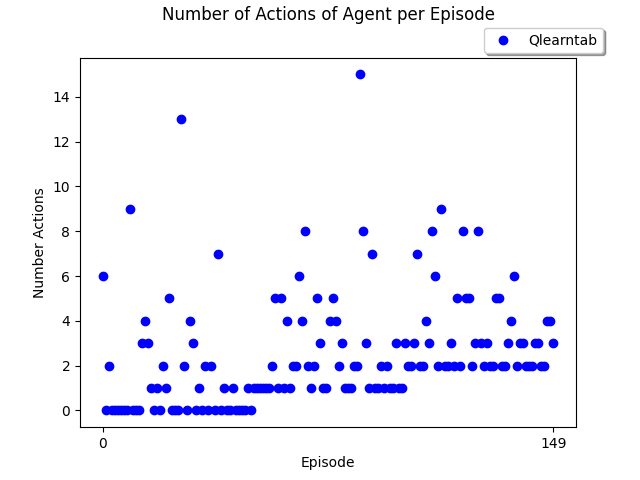 Number of Actions of Agent per Episode
Qlearntab
14
12
10
8
6
4
2
0
Number Actions
0
149
Episode